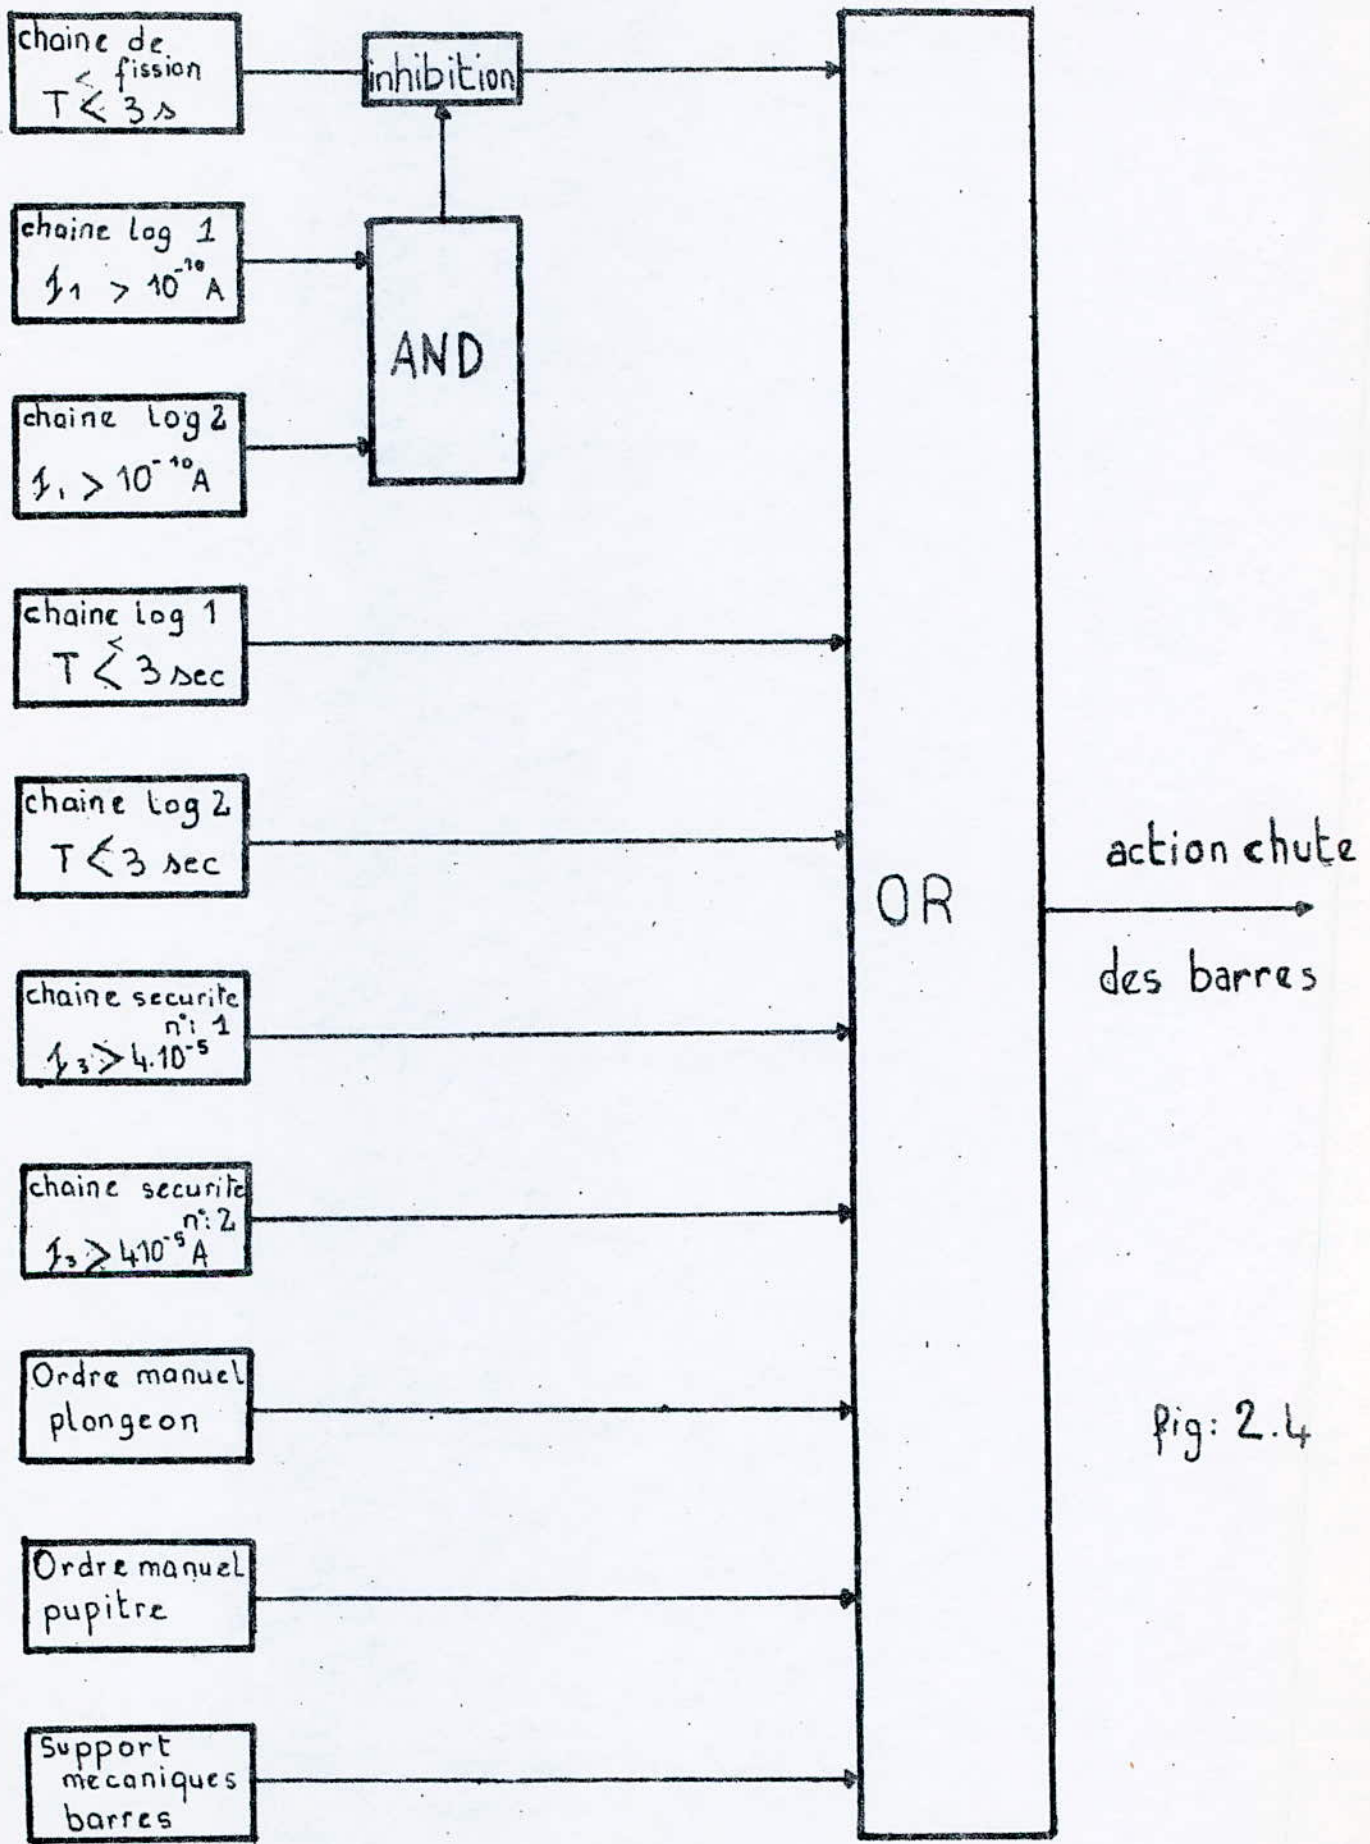 chaine de
< fission
T < 3 s
inhibition
chaine log 1
I1 > 10^-10 A
AND
chaine log 2
I1 > 10^-10 A
chaine log 1
<
T < 3 sec
chaine log 2
T < 3 sec
OR
action chute
des barres
chaine securite
n°: 1
I3 > 4.10^-5
chaine securite
n°: 2
I3 > 4 10^-5 A
Ordre manuel
plongeon
fig: 2.4
Ordre manuel
pupitre
Support
mecaniques
barres